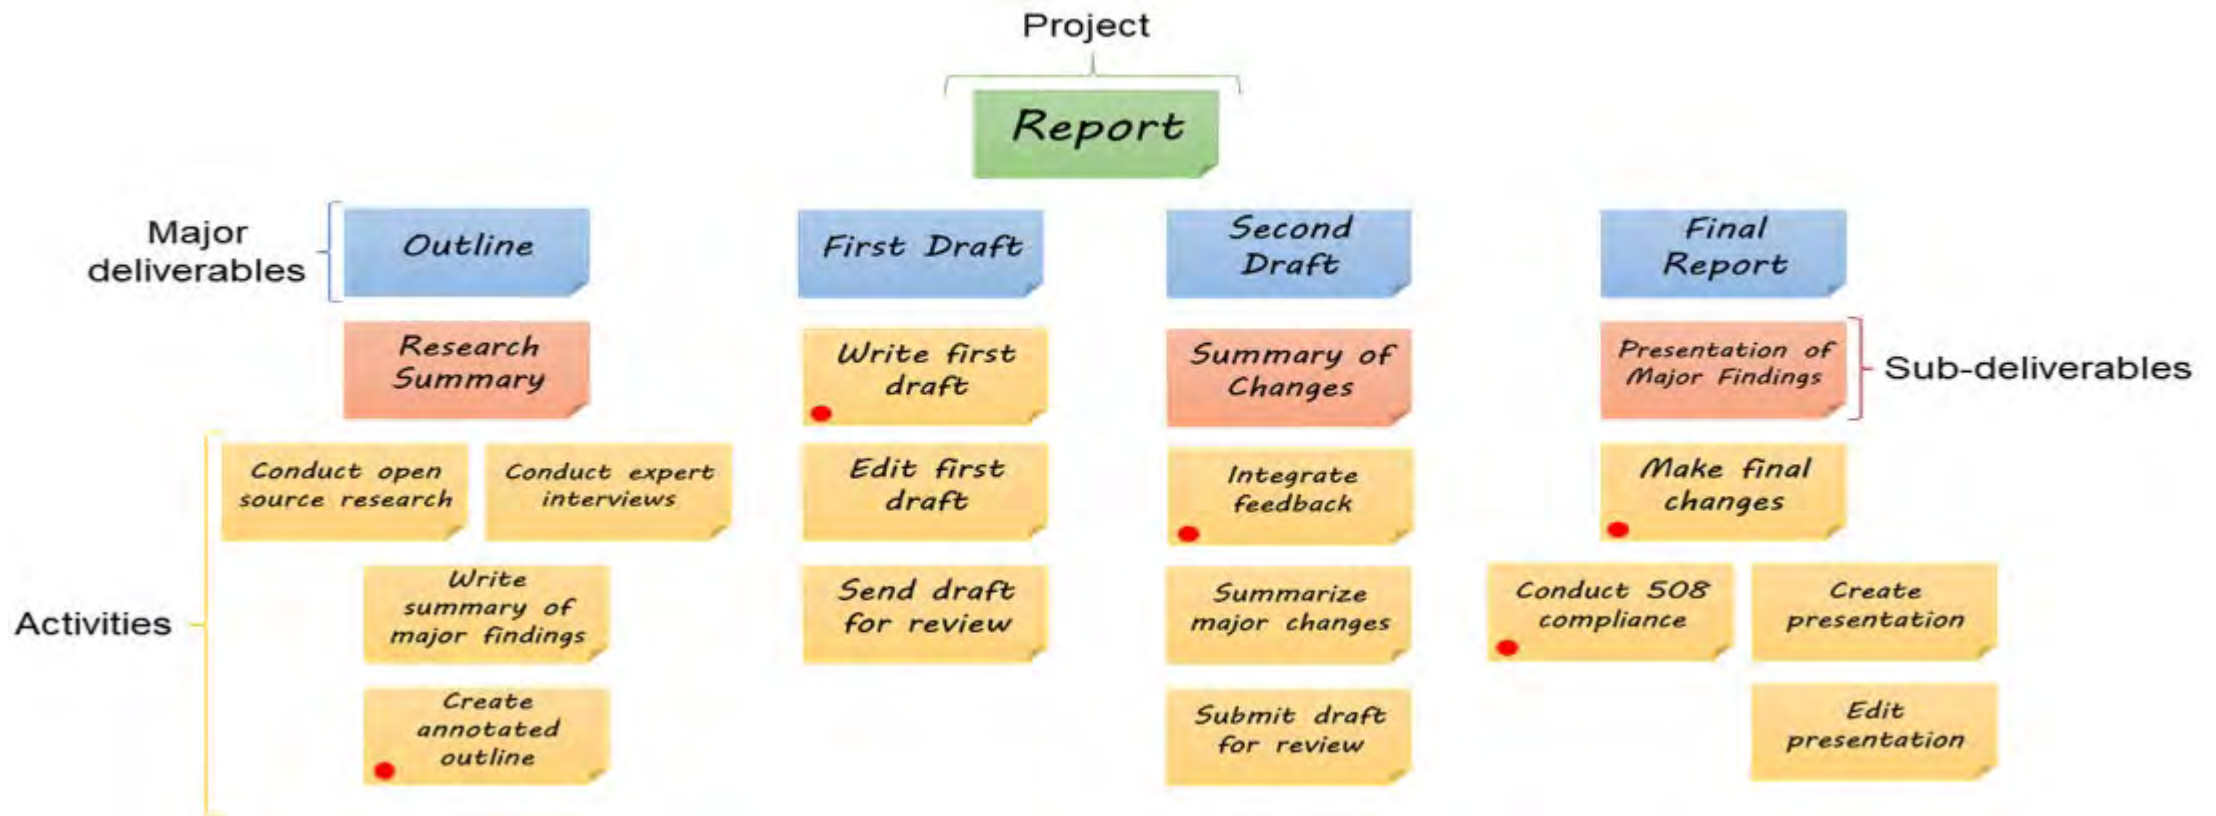 Project
Report
Major
deliverables
Outline
First Draft
Second
Draft
Final
Report
Research
Summary
Write first
draft
Summary of
Changes
Presentation of
Major Findings
Sub-deliverables
Activities
Conduct open
source research
Conduct expert
interviews
Edit first
draft
Integrate
feedback
Make final
changes
Write
summary of
major findings
Send draft
for review
Summarize
major changes
Conduct 508
compliance
Create
presentation
Create
annotated
outline
Submit draft
for review
Edit
presentation